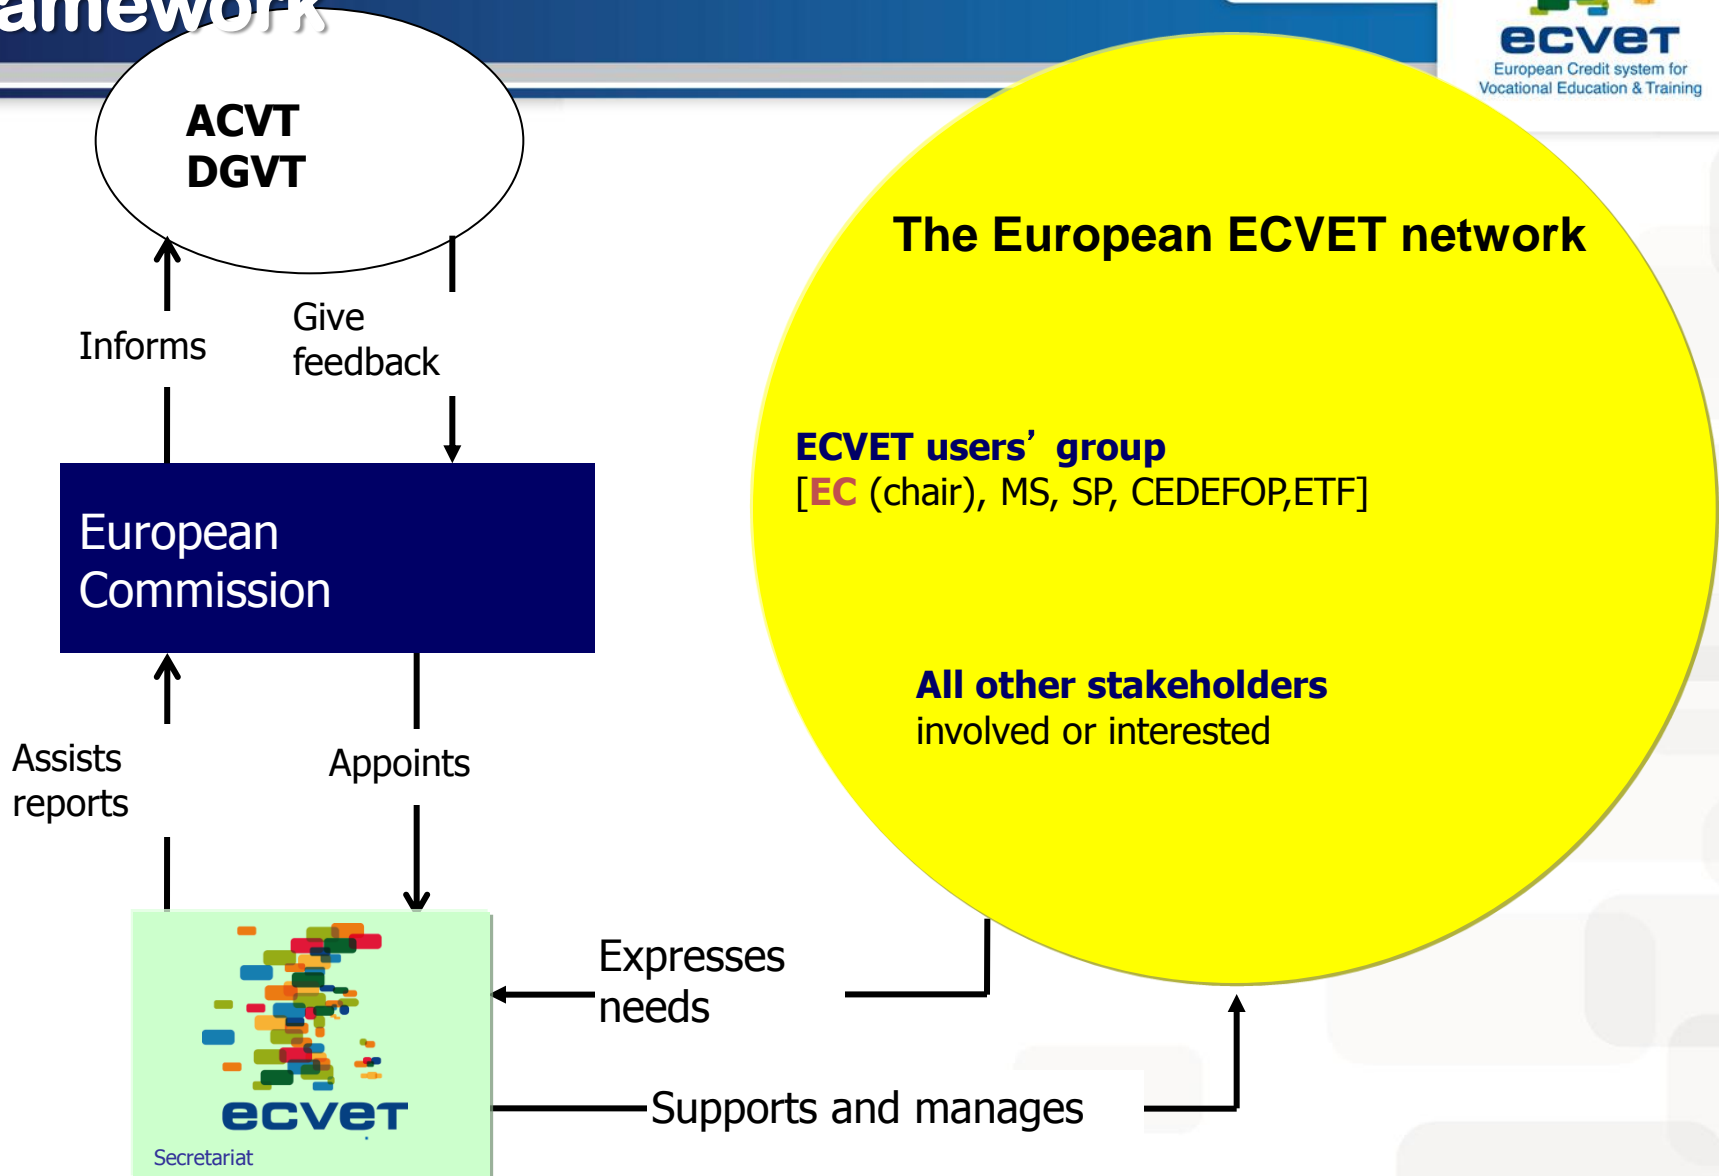 ecvet
European Credit system for
Vocational Education & Training
ACVT
DGVT
The European ECVET network
Informs
Give
feedback
ECVET users’ group
[EC (chair), MS, SP, CEDEFOP,ETF]
European
Commission
All other stakeholders
involved or interested
Assists
reports
Appoints
Expresses
needs
ecvet
Secretariat
Supports and manages